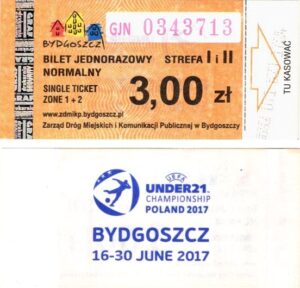 GJN 0343713
BYDGOSZCZ
BILET JEDNORAZOWY STREFA I i II
NORMALNY
SINGLE TICKET
ZONE 1 + 2
3,00 zł
www.zdmikp.bydgoszcz.pl
Zarząd Dróg Miejskich i Komunikacji Publicznej w Bydgoszczy
TU KASOWAĆ
UEFA
UNDER21
CHAMPIONSHIP
POLAND 2017
BYDGOSZCZ
16-30 JUNE 2017